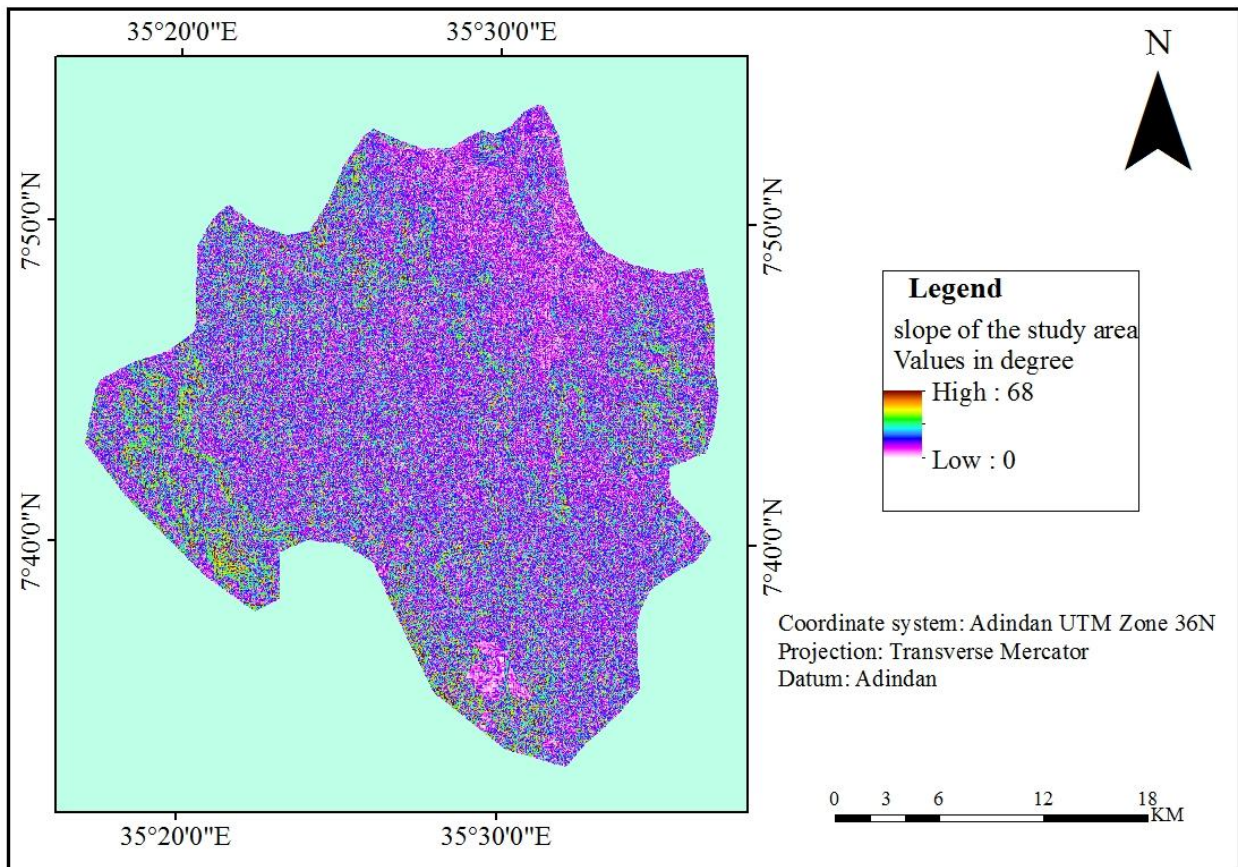 35°20'0"E
35°30'0"E
N
7°50'0"N
7°50'0"N
Legend
slope of the study area
Values in degree
High : 68
Low : 0
7°40'0"N
7°40'0"N
Coordinate system: Adindan UTM Zone 36N
Projection: Transverse Mercator
Datum: Adindan
0 3 6 12 18
KM
35°20'0"E
35°30'0"E